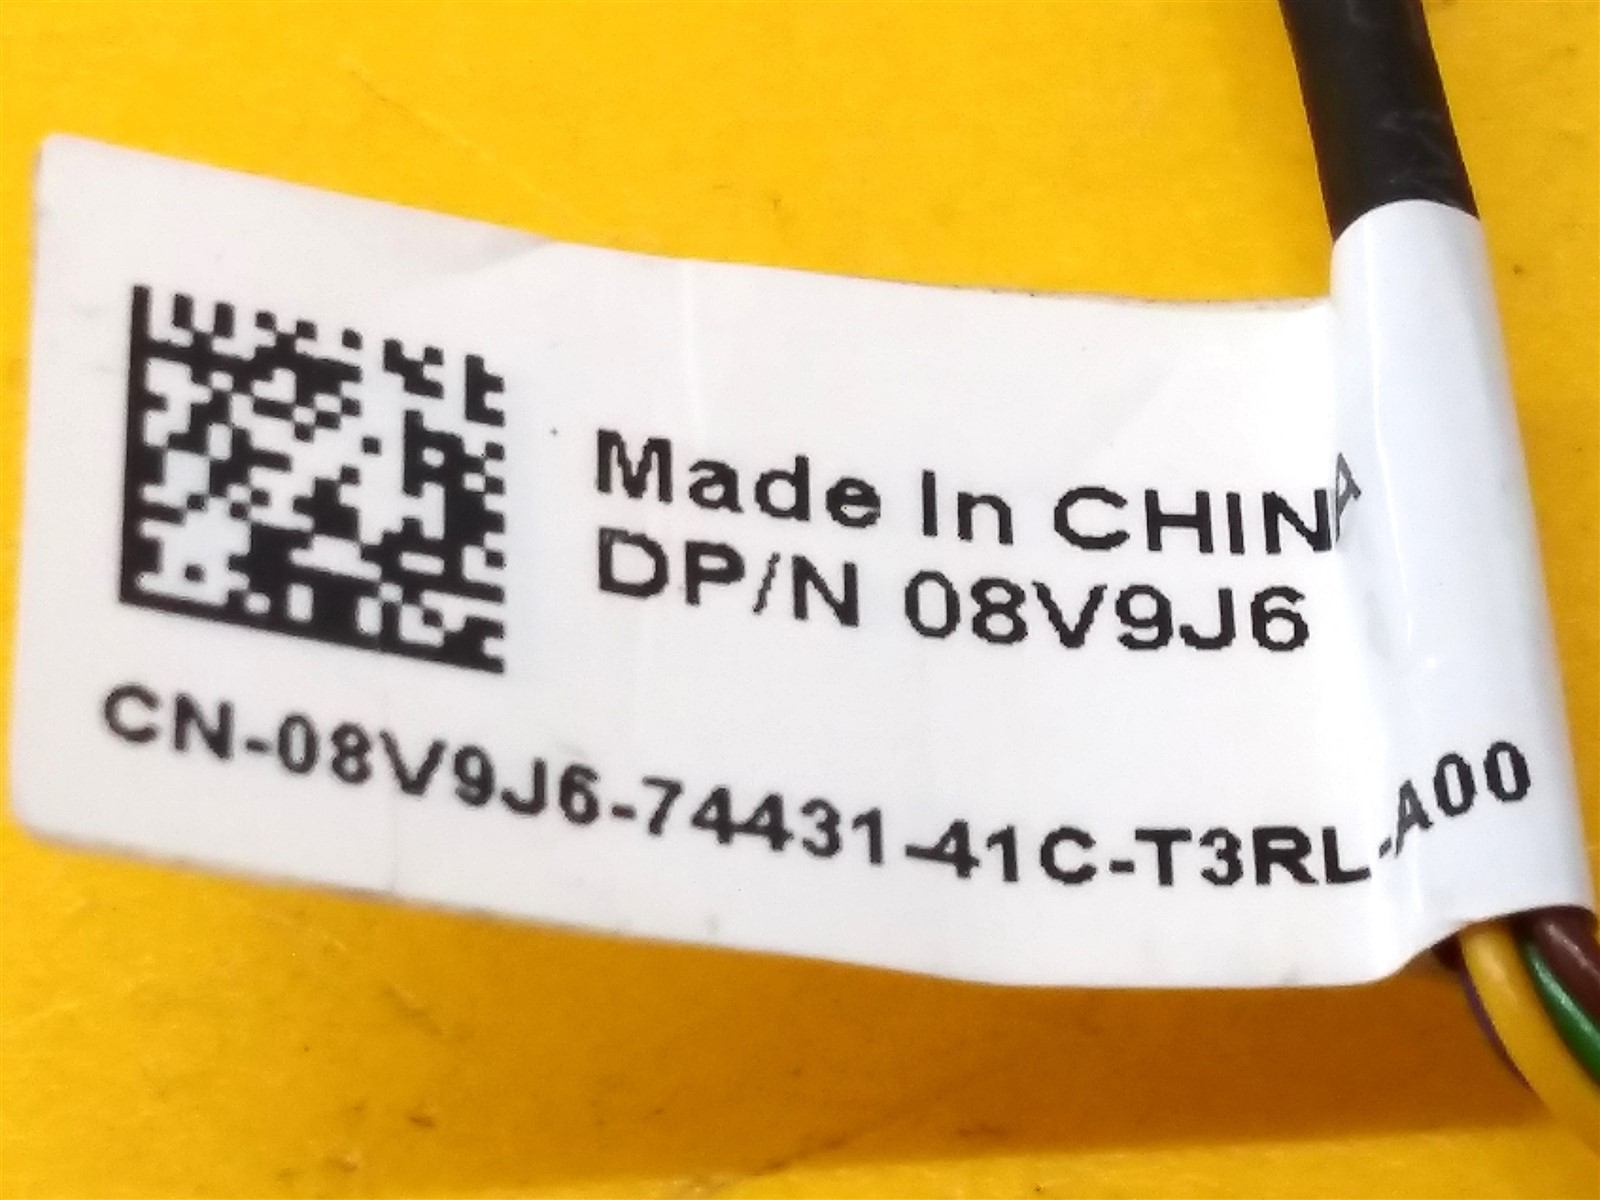 Made In CHINA
DP/N 08V9J6
CN-08V9J6-74431-41C-T3RL-A00